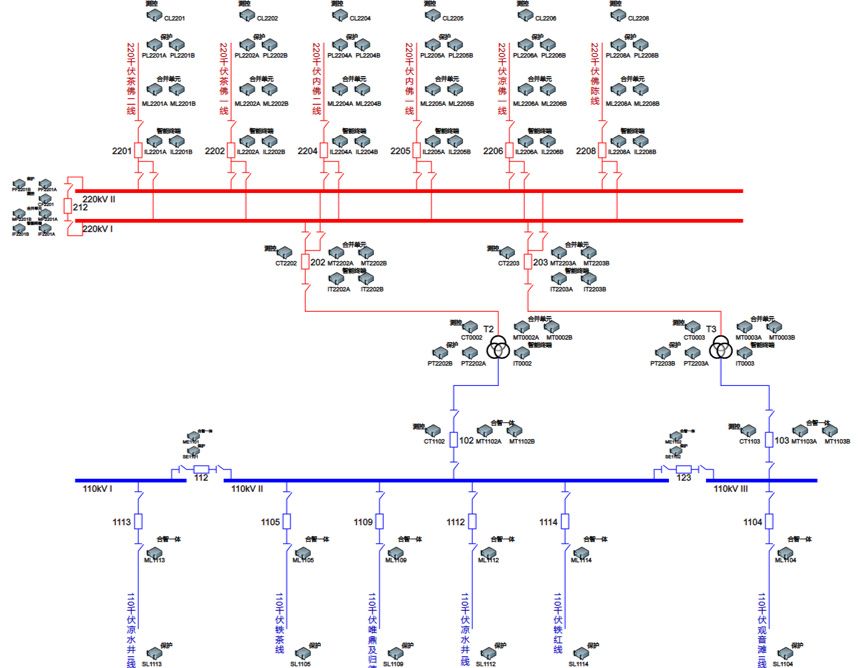 测控 测控 测控 测控 测控 测控
CL2201 CL2202 CL2204 CL2205 CL2206 CL2208
保护 保护 保护 保护 保护 保护
PL2201A PL2201B PL2202A PL2202B PL2204A PL2204B PL2205A PL2205B PL2206A PL2206B PL2208A PL2208B
220千伏茶佛二线
220千伏茶佛一线
220千伏内佛二线
220千伏内佛一线
220千伏凉佛一线
220千伏佛陈线
合并单元 合并单元 合并单元 合并单元 合并单元 合并单元
ML2201A ML2201B ML2202A ML2202B ML2204A ML2204B ML2205A ML2205B ML2206A ML2206B ML2208A ML2208B
智能终端 智能终端 智能终端 智能终端 智能终端 智能终端
2201 IL2201A IL2201B 2202 IL2202A IL2202B 2204 IL2204A IL2204B 2205 IL2205A IL2205B 2206 IL2206A IL2206B 2208 IL2208A IL2208B
保护
PF2201B PF2201A
220kV II
212
合并单元
MF2201B MF2201A
智能终端
IF2201B IF2201A
220kV I
测控 合并单元 测控 合并单元
CT2202 202 MT2202A MT2202B CT2203 203 MT2203A MT2203B
智能终端 智能终端
IT2202A IT2202B IT2203A IT2203B
测控 T2 合并单元 测控 T3 合并单元
CT0002 MT0002A MT0002B CT0003 MT0003A MT0003B
保护 智能终端 保护 智能终端
PT2202B PT2202A IT0002 PT2203B PT2203A IT0003
测控 合智一体 测控 合智一体
CT1102 102 MT1102A MT1102B CT1103 103 MT1103A MT1103B
合智一体 合智一体
ME1101 ME1102
保护 保护
SE1101 SE1102
112 123
110kV I 110kV II 110kV III
1113 1105 1109 1112 1114 1104
合智一体 合智一体 合智一体 合智一体 合智一体 合智一体
ML1113 ML1105 ML1109 ML1112 ML1114 ML1104
110千伏凉水井
110千伏铁茶线
110千伏唯燕及归德
110千伏凉水井
110千伏铁红线
110千伏观音滩
保护 保护 保护 保护 保护 保护
SL1113 SL1105 SL1109 SL1112 SL1114 SL1104